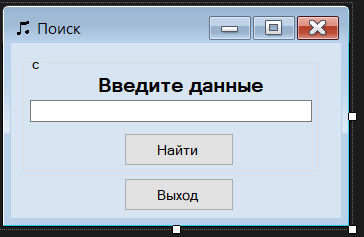 Поиск
с
Введите данные
Найти
Выход